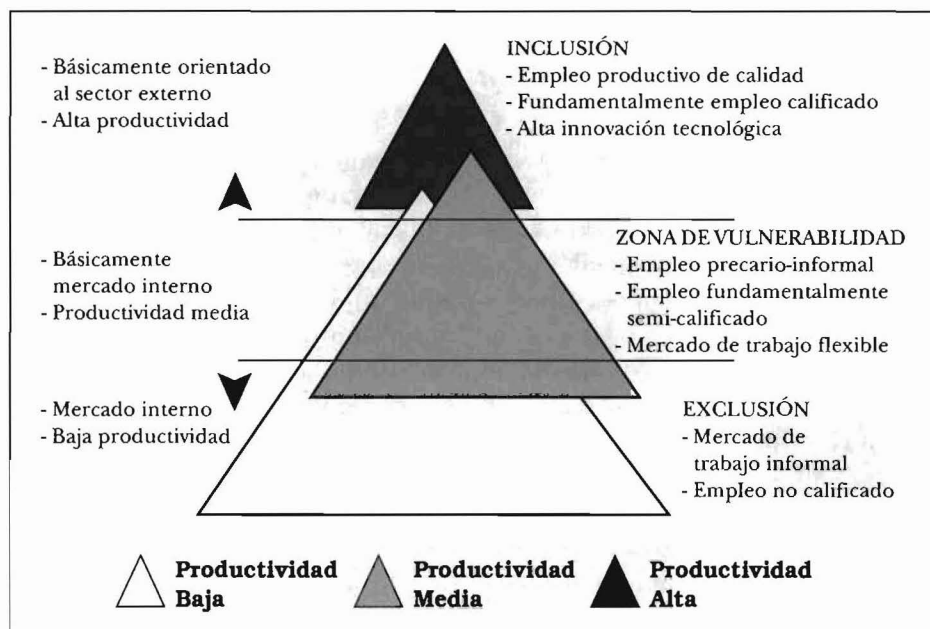 - Básicamente orientado
al sector externo
- Alta productividad
INCLUSIÓN
- Empleo productivo de calidad
- Fundamentalmente empleo calificado
- Alta innovación tecnológica
- Básicamente
mercado interno
- Productividad media
ZONA DE VULNERABILIDAD
- Empleo precario-informal
- Empleo fundamentalmente
semi-calificado
- Mercado de trabajo flexible
- Mercado interno
- Baja productividad
EXCLUSIÓN
- Mercado de
trabajo informal
- Empleo no calificado
Productividad
Baja
Productividad
Media
Productividad
Alta